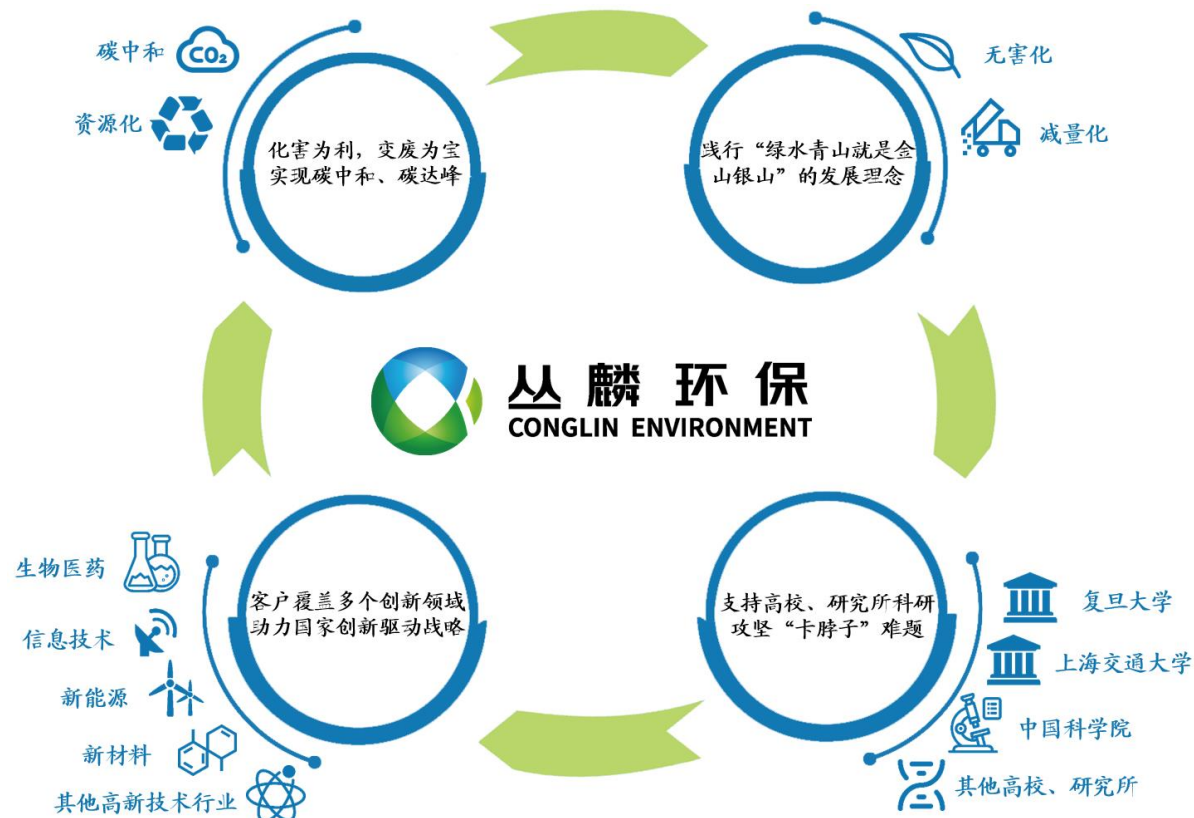 碳中和
CO₂
资源化
化害为利，变废为宝
实现碳中和、碳达峰
践行“绿水青山就是金
山银山”的发展理念
无害化
减量化
丛麟环保
CONGLIN ENVIRONMENT
生物医药
信息技术
新能源
新材料
其他高新技术行业
客户覆盖多个创新领域
助力国家创新驱动战略
支持高校、研究所科研
攻坚“卡脖子”难题
复旦大学
上海交通大学
中国科学院
其他高校、研究所